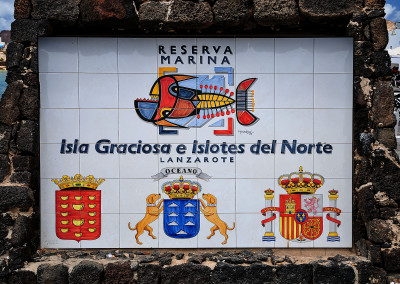 RESERVA
MARINA
Isla Graciosa e Islotes del Norte
LANZAROTE
OCEANO